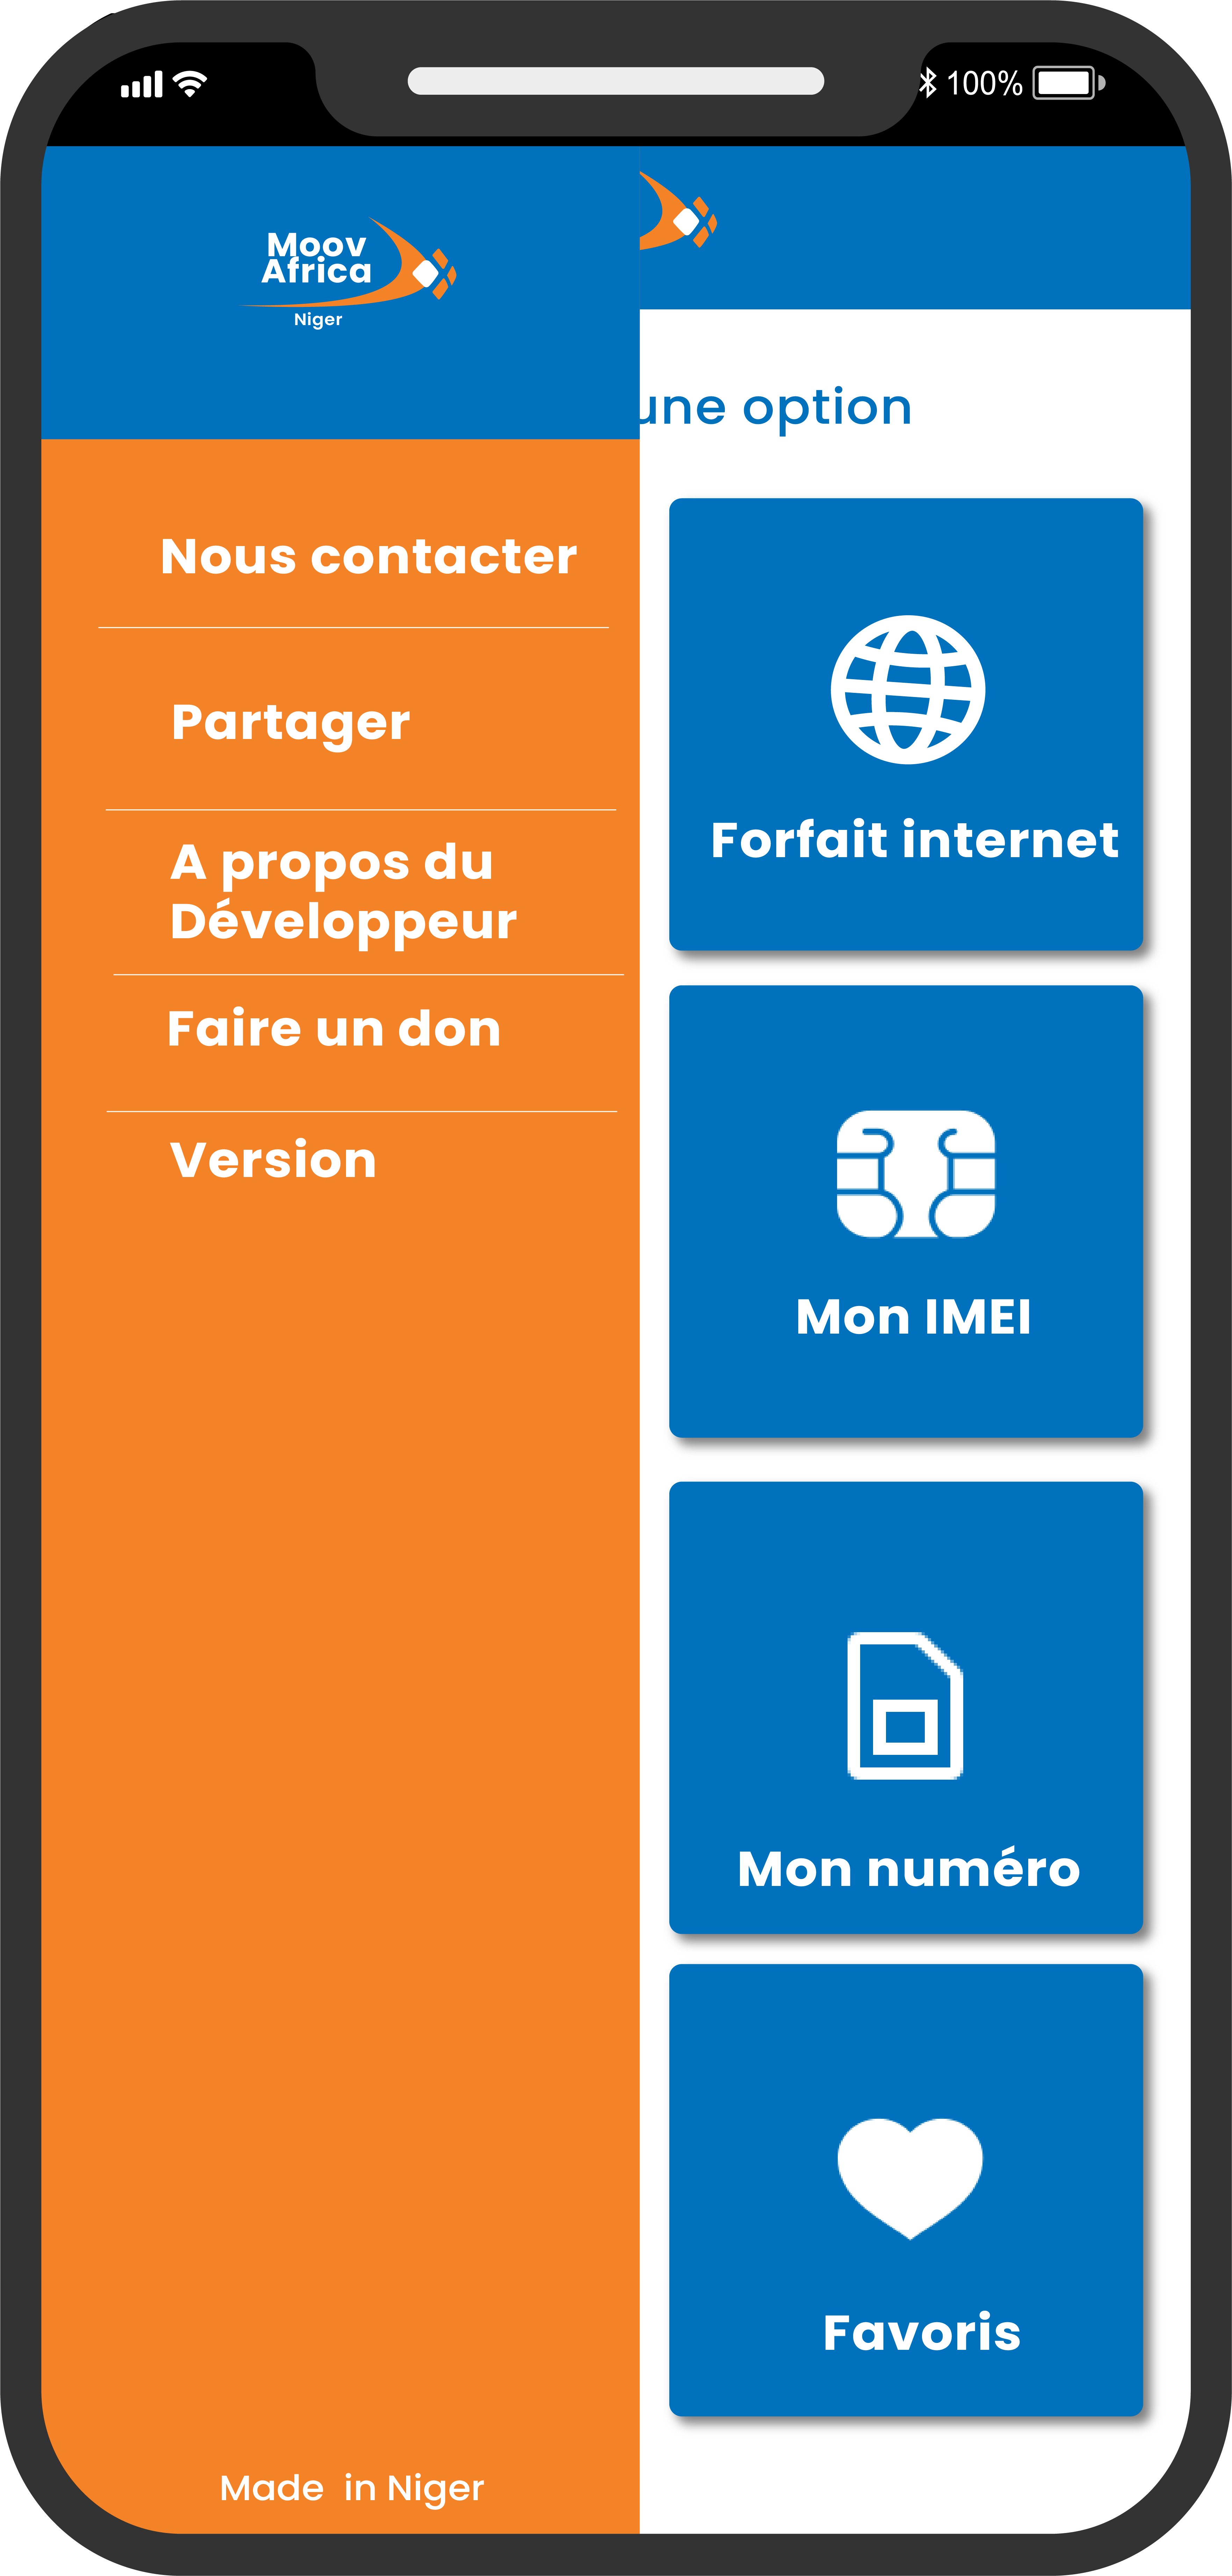 100%
Moov
Africa
Niger
une option
Nous contacter
Partager
A propos du
Développeur
Faire un don
Version
Forfait internet
Mon IMEI
Mon numéro
Favoris
Made in Niger